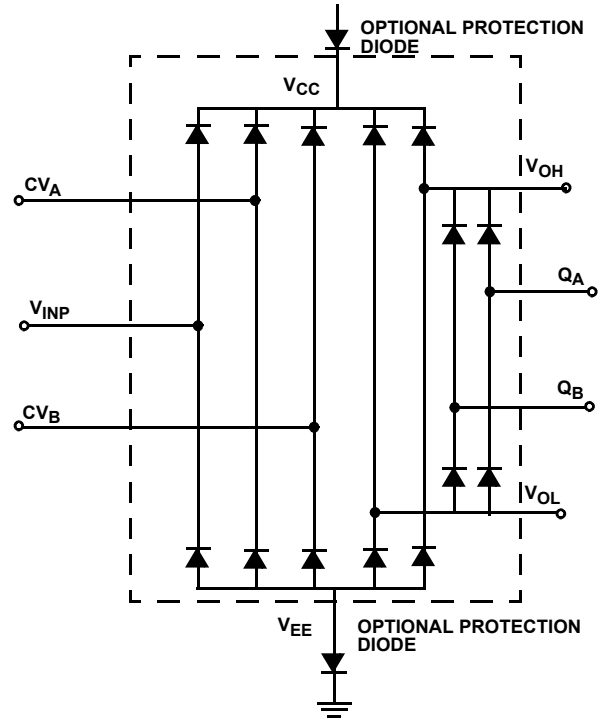 OPTIONAL PROTECTION
DIODE
VCC
VOH
CVA
QA
VINP
QB
CVB
VOL
VEE
OPTIONAL PROTECTION
DIODE